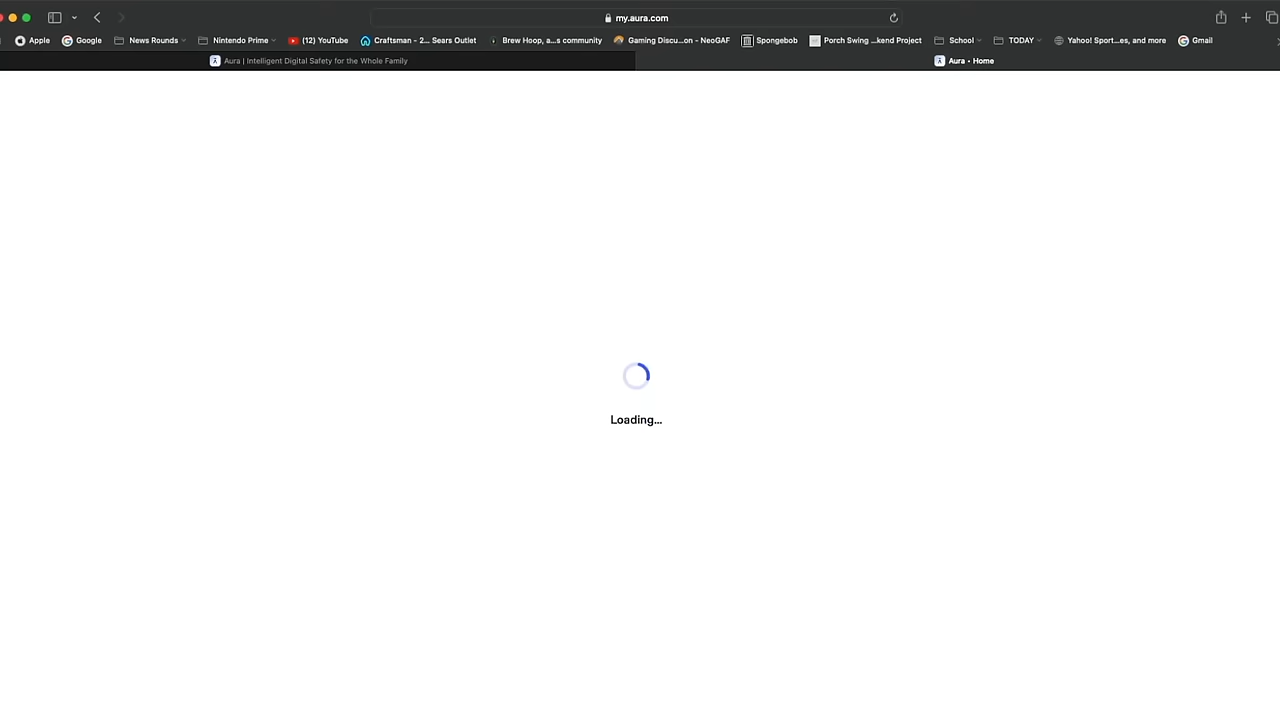 my.aura.com
Apple Google News Rounds Nintendo Prime (12) YouTube Craftsman - 2... Sears Outlet Brew Hoop, a...s community Gaming Discu...on - NeoGAF Spongebob Porch Swing ...kend Project School TODAY Yahoo! Sport...es, and more Gmail
Aura | Intelligent Digital Safety for the Whole Family Aura • Home
Loading...